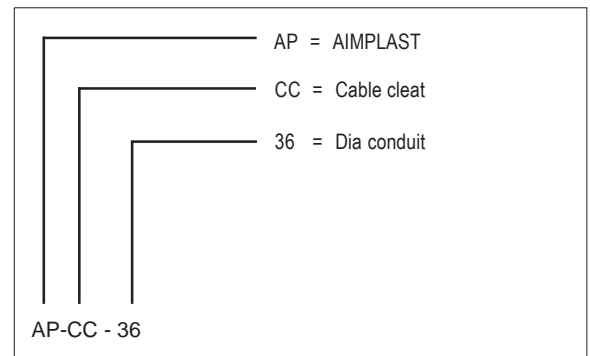 AP = AIMPLAST
CC = Cable cleat
36 = Dia conduit
AP-CC - 36